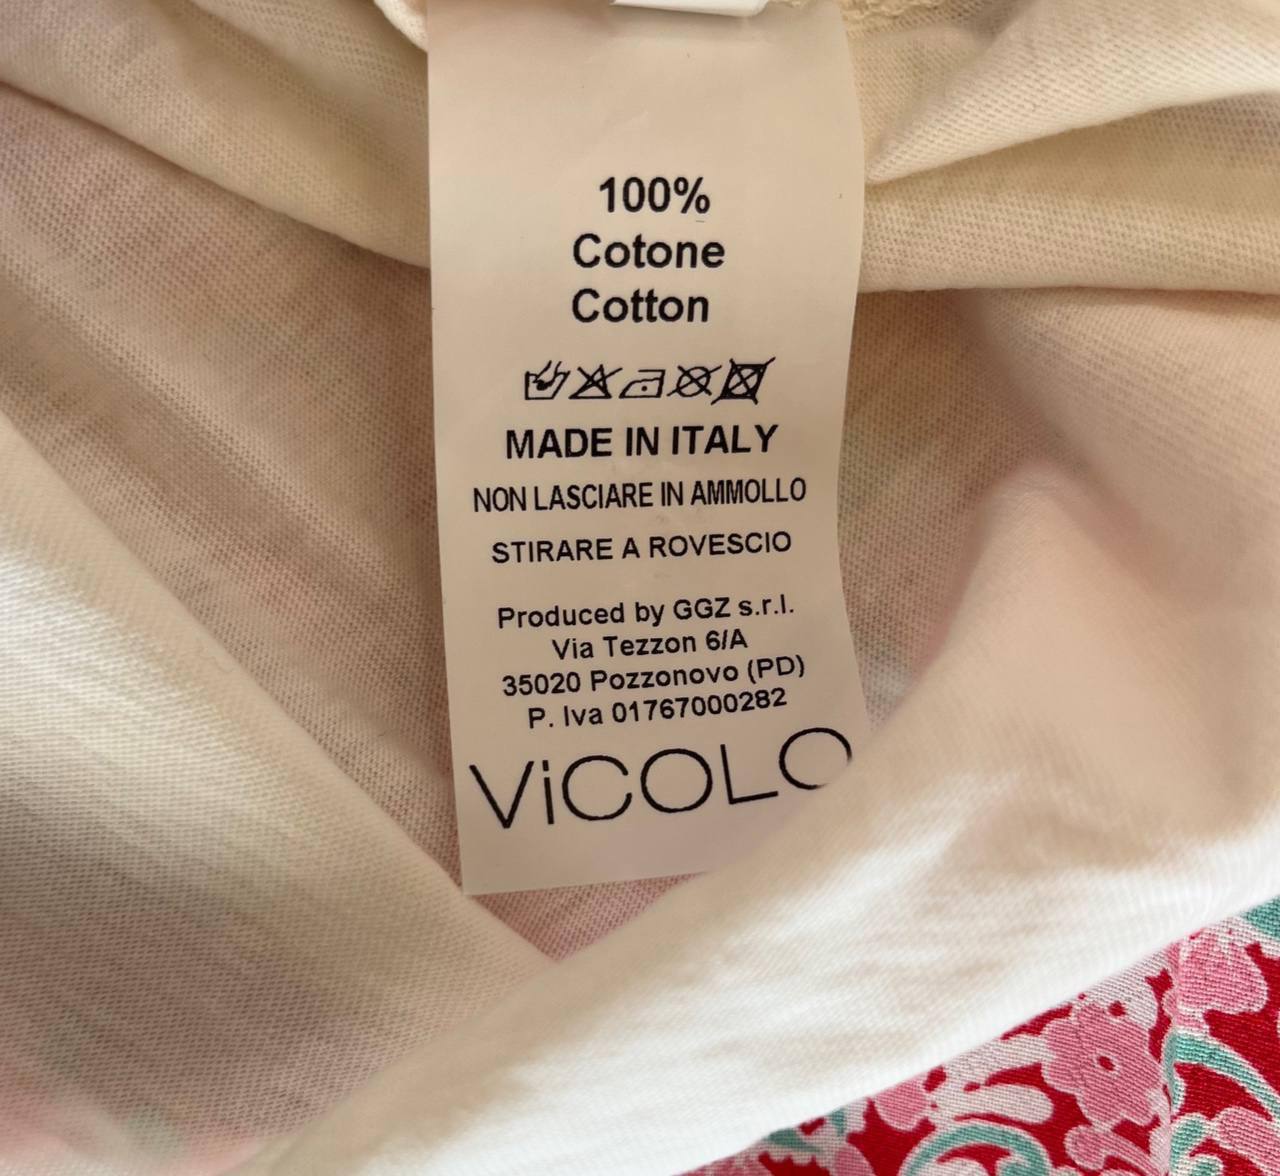 100%
Cotone
Cotton
MADE IN ITALY
NON LASCIARE IN AMMOLLO
STIRARE A ROVESCIO
Produced by GGZ s.r.l.
Via Tezzon 6/A
35020 Pozzonovo (PD)
P. Iva 01767000282
ViCOLO